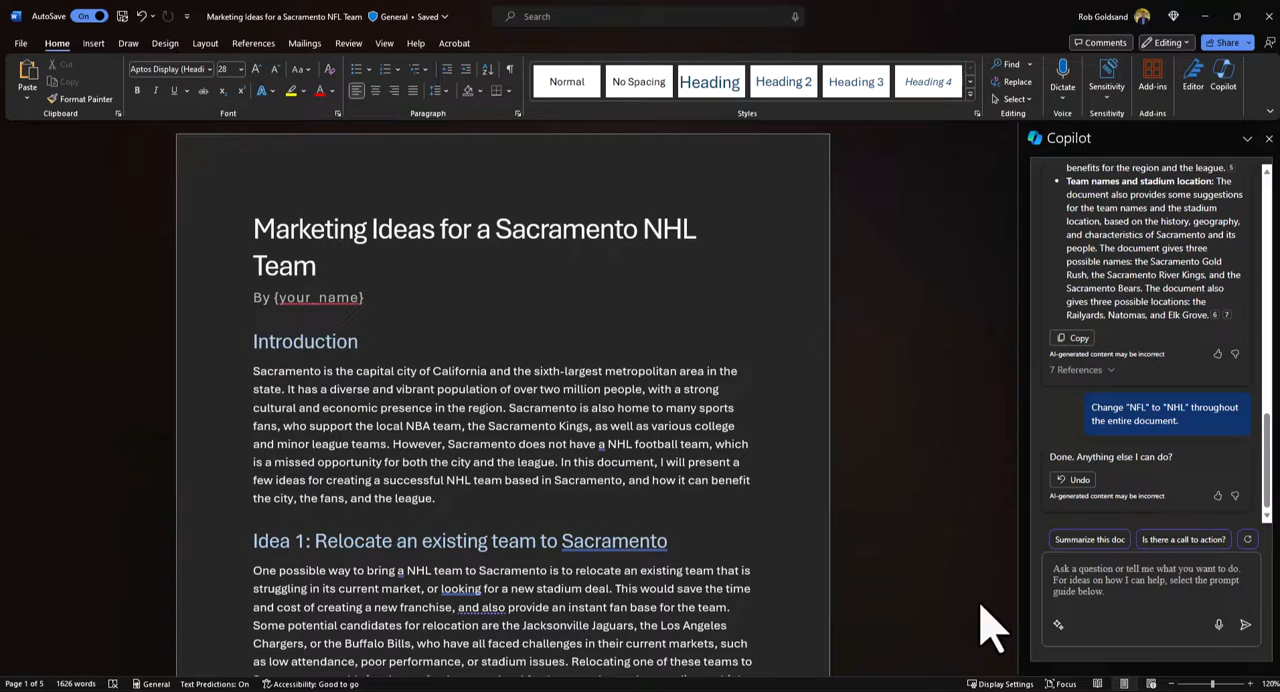 AutoSave On Marketing Ideas for a Sacramento NFL Team General • Saved Search Rob Goldsand
File Home Insert Draw Design Layout References Mailings Review View Help Acrobat Comments Editing Share
Paste Cut Copy Format Painter
Aptos Display (Headi 28 A A Aa A
B I U ab x x A A
Normal No Spacing Heading Heading 2 Heading 3 Heading 4
Find Replace Select
Dictate Sensitivity Add-ins Editor Copilot
Clipboard Font Paragraph Styles Editing Voice Sensitivity Add-ins
Marketing Ideas for a Sacramento NHL
Team
By {your_name}
Introduction
Sacramento is the capital city of California and the sixth-largest metropolitan area in the
state. It has a diverse and vibrant population of over two million people, with a strong
cultural and economic presence in the region. Sacramento is also home to many sports
fans, who support the local NBA team, the Sacramento Kings, as well as various college
and minor league teams. However, Sacramento does not have a NHL football team, which
is a missed opportunity for both the city and the league. In this document, I will present a
few ideas for creating a successful NHL team based in Sacramento, and how it can benefit
the city, the fans, and the league.
Idea 1: Relocate an existing team to Sacramento
One possible way to bring a NHL team to Sacramento is to relocate an existing team that is
struggling in its current market, or looking for a new stadium deal. This would save the time
and cost of creating a new franchise, and also provide an instant fan base for the team.
Some potential candidates for relocation are the Jacksonville Jaguars, the Los Angeles
Chargers, or the Buffalo Bills, who have all faced challenges in their current markets, such
as low attendance, poor performance, or stadium issues. Relocating one of these teams to
Copilot
benefits for the region and the league. 5
• Team names and stadium location: The
document also provides some suggestions
for the team names and the stadium
location, based on the history, geography,
and characteristics of Sacramento and its
people. The document gives three
possible names: the Sacramento Gold
Rush, the Sacramento River Kings, and the
Sacramento Bears. The document also
gives three possible locations: the
Railyards, Natomas, and Elk Grove. 6 7
Copy
AI-generated content may be incorrect
7 References
Change "NFL" to "NHL" throughout
the entire document.
Done. Anything else I can do?
Undo
AI-generated content may be incorrect
Summarize this doc Is there a call to action?
Ask a question or tell me what you want to do.
For ideas on how I can help, select the prompt
guide below.
Page 1 of 5 1626 words General Text Predictions: On Accessibility: Good to go Display Settings Focus 120%